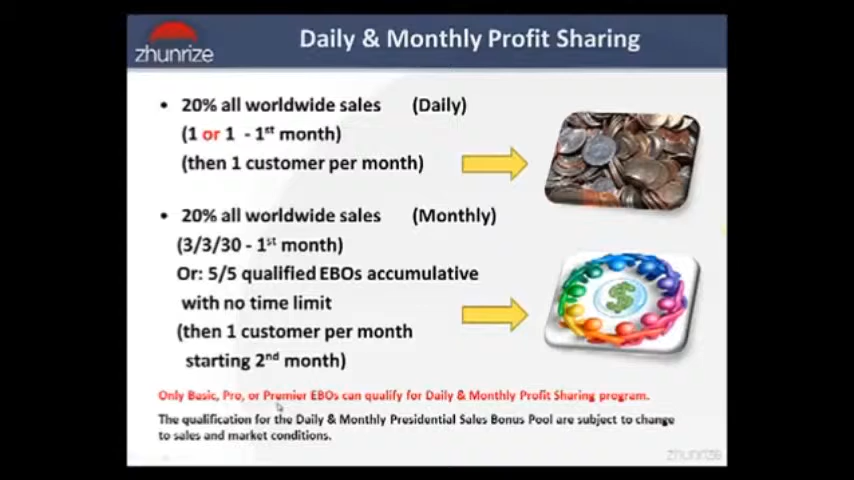 zhunrize
Daily & Monthly Profit Sharing
• 20% all worldwide sales (Daily)
(1 or 1 - 1st month)
(then 1 customer per month)
• 20% all worldwide sales (Monthly)
(3/3/30 - 1st month)
Or: 5/5 qualified EBOs accumulative
with no time limit
(then 1 customer per month
starting 2nd month)
Only Basic, Pro, or Premier EBOs can qualify for Daily & Monthly Profit Sharing program.
The qualification for the Daily & Monthly Presidential Sales Bonus Pool are subject to change
to sales and market conditions.
zhunrize